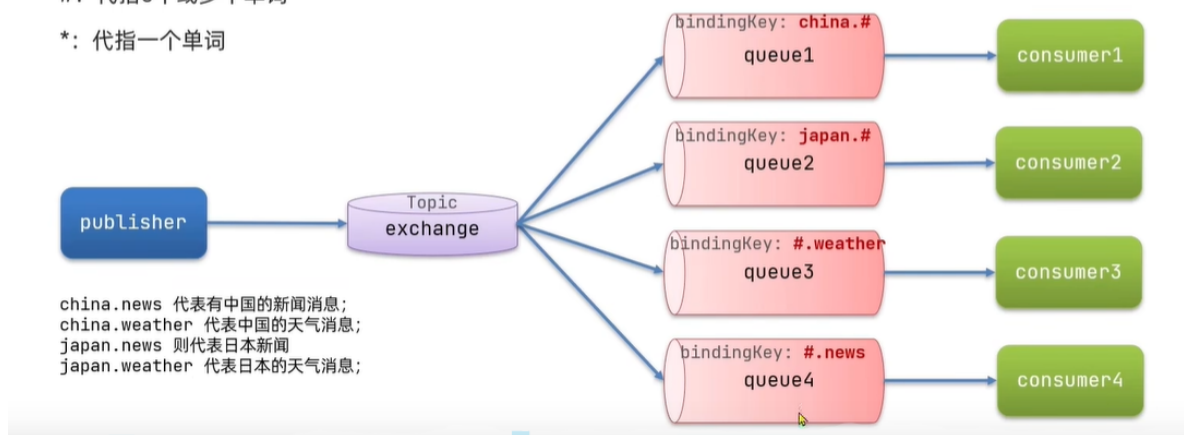 *: 代指一个单词
bindingKey: china.#
queue1
consumer1
bindingKey: japan.#
queue2
consumer2
publisher
Topic
exchange
bindingKey: #.weather
queue3
consumer3
china.news 代表有中国的新闻消息;
china.weather 代表中国的天气消息;
japan.news 则代表日本新闻
japan.weather 代表日本的天气消息;
bindingKey: #.news
queue4
consumer4